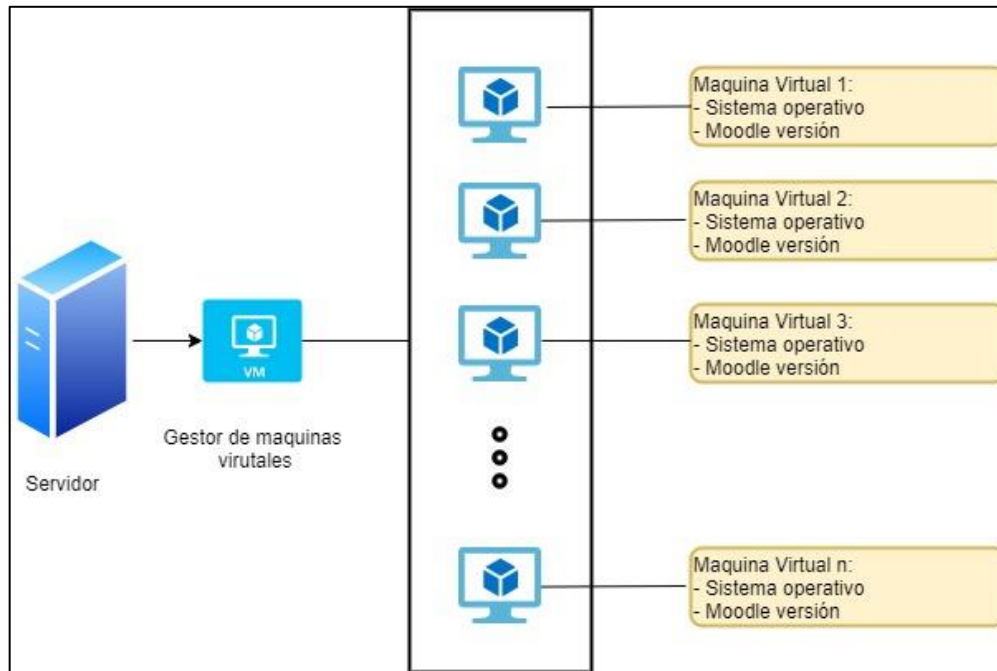 Maquina Virtual 1:
- Sistema operativo
- Moodle versión
Maquina Virtual 2:
- Sistema operativo
- Moodle versión
Maquina Virtual 3:
- Sistema operativo
- Moodle versión
VM
Gestor de maquinas
virutales
Servidor
Maquina Virtual n:
- Sistema operativo
- Moodle versión